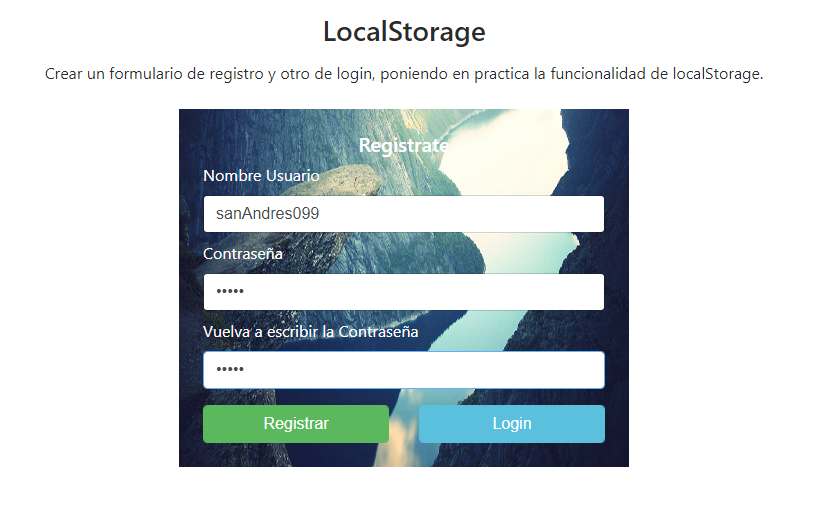 LocalStorage
Crear un formulario de registro y otro de login, poniendo en practica la funcionalidad de localStorage.
Registrate
Nombre Usuario
sanAndres099
Contraseña
•••••
Vuelva a escribir la Contraseña
•••••
Registrar Login